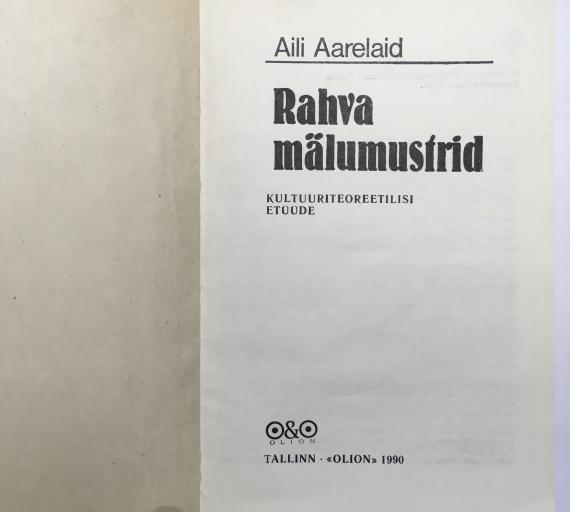 Aili Aarelaid
Rahva
mälumustrid
KULTUURITEOREETILISI
ETÜÜDE
O&O
OLION
TALLINN · «OLION» 1990